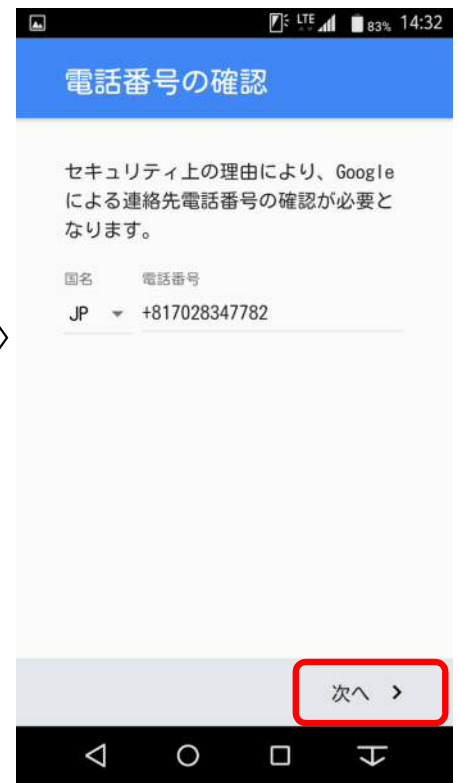 LTE 83% 14:32
電話番号の確認
セキュリティ上の理由により、Google
による連絡先電話番号の確認が必要と
なります。
国名 電話番号
JP +817028347782
次へ